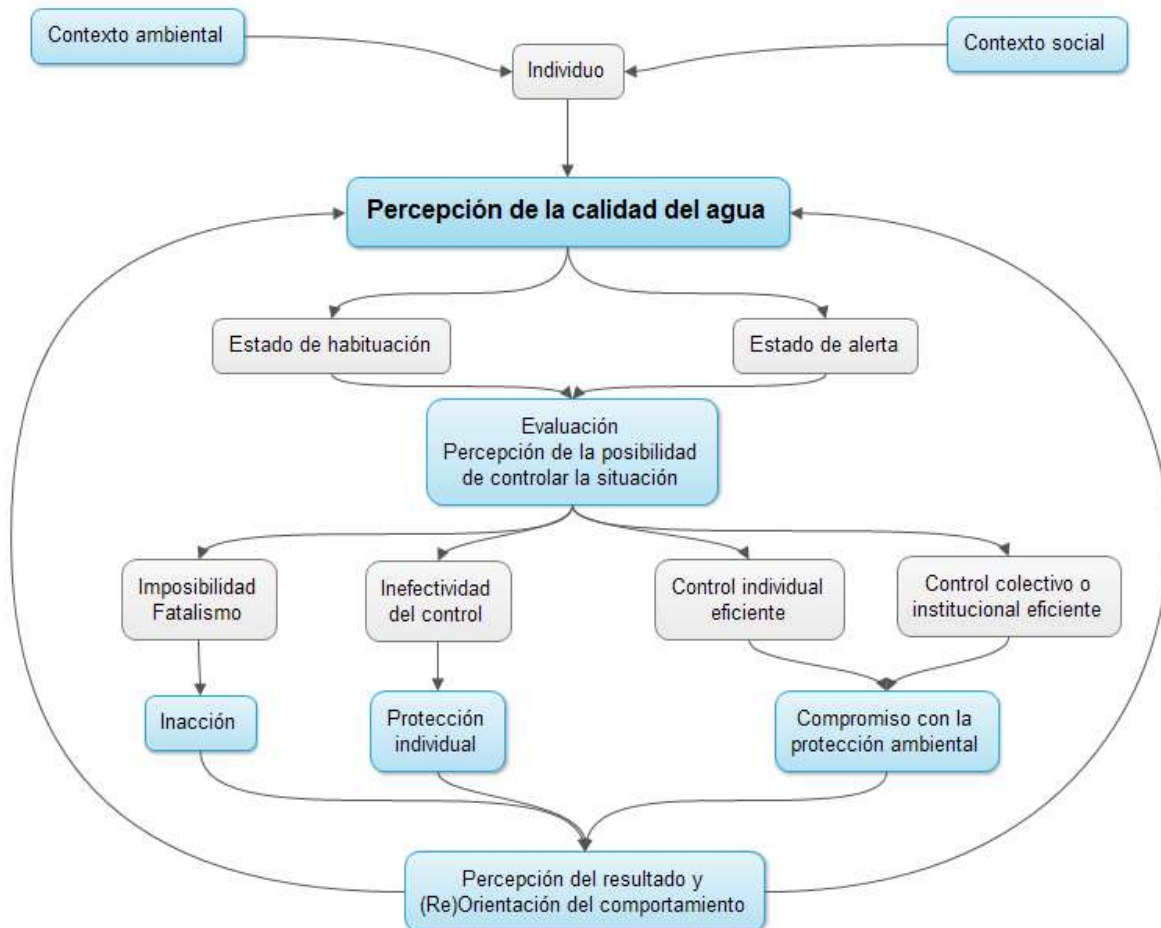 Contexto ambiental
Contexto social
Individuo
Percepción de la calidad del agua
Estado de habituación
Estado de alerta
Evaluación
Percepción de la posibilidad
de controlar la situación
Imposibilidad
Fatalismo
Inefectividad
del control
Control individual
eficiente
Control colectivo o
institucional eficiente
Inacción
Protección
individual
Compromiso con la
protección ambiental
Percepción del resultado y
(Re)Orientación del comportamiento